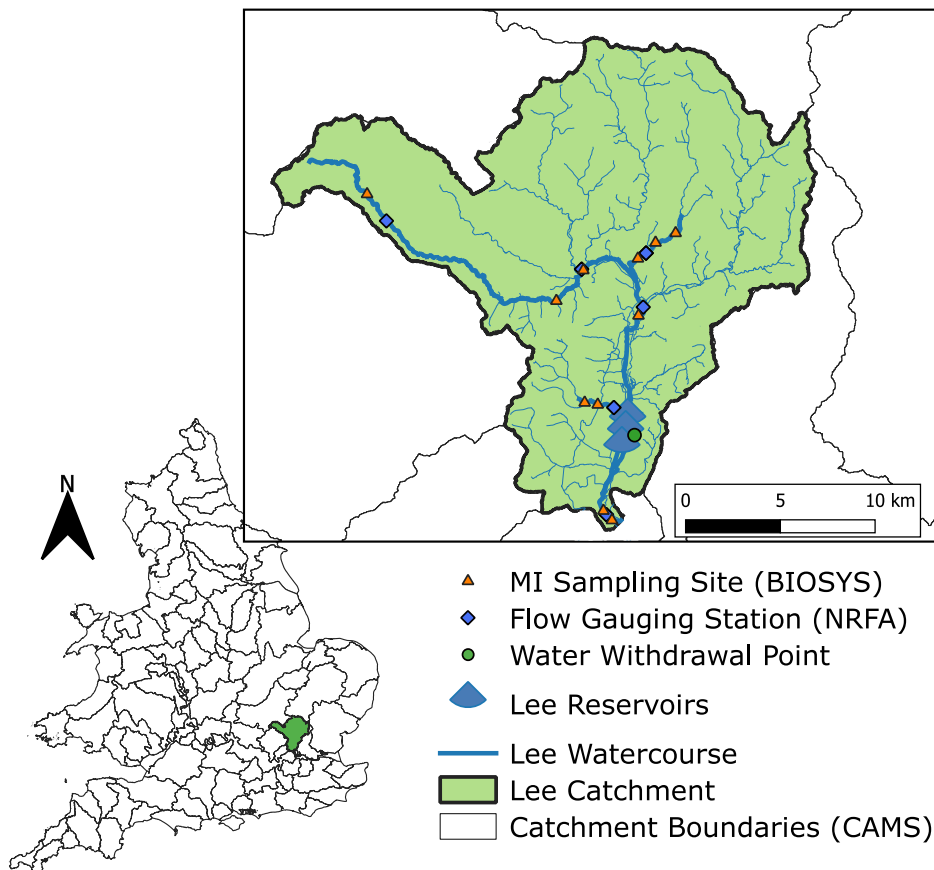 0 5 10 km
N
MI Sampling Site (BIOSYS)
Flow Gauging Station (NRFA)
Water Withdrawal Point
Lee Reservoirs
Lee Watercourse
Lee Catchment
Catchment Boundaries (CAMS)